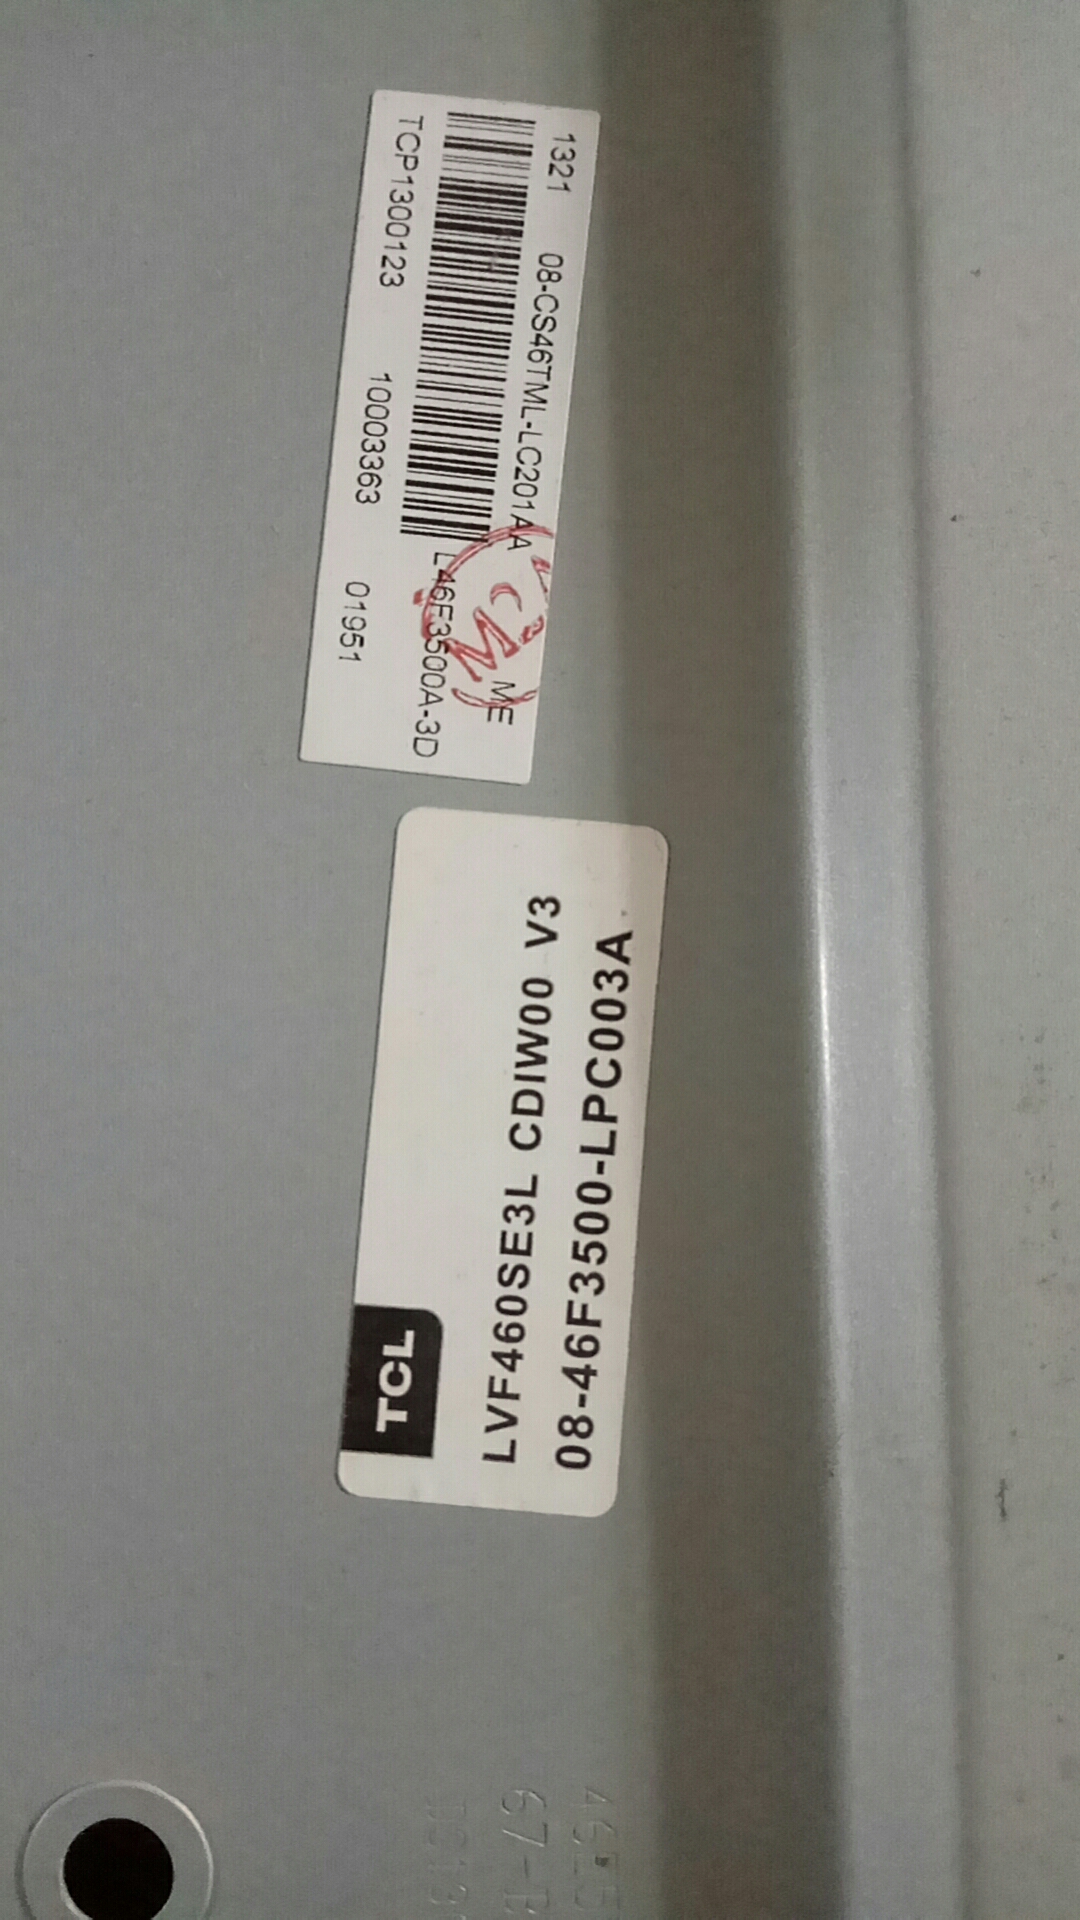 1321 08-CS46TML-LC201AA ME
L46F3500A-3D
TCP1300123 10003363 01951
TCL
LVF460SE3L CDIW00 V3
08-46F3500-LPC003A